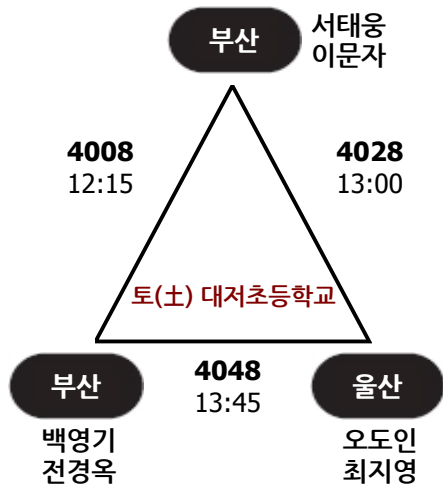 부산
서태웅
이문자
4008
12:15
4028
13:00
토(土) 대저초등학교
부산
4048
13:45
울산
백영기
전경옥
오도인
최지영